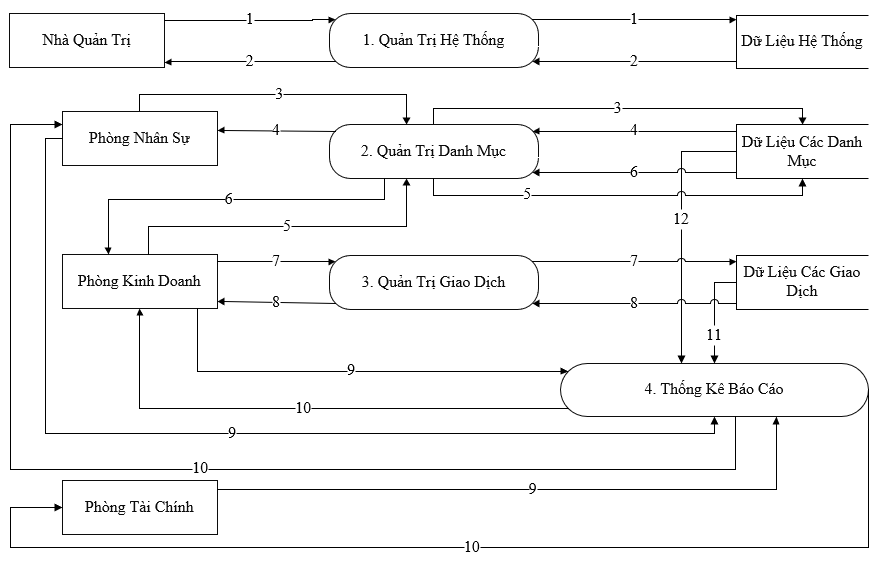 1
1
Nhà Quản Trị
1. Quản Trị Hệ Thống
Dữ Liệu Hệ Thống
2
2
3
3
Phòng Nhân Sự
4
4
2. Quản Trị Danh Mục
Dữ Liệu Các Danh
Mục
6
5
6
12
5
7
7
Phòng Kinh Doanh
3. Quản Trị Giao Dịch
Dữ Liệu Các Giao
Dịch
8
8
11
9
4. Thống Kê Báo Cáo
10
9
10
9
Phòng Tài Chính
10